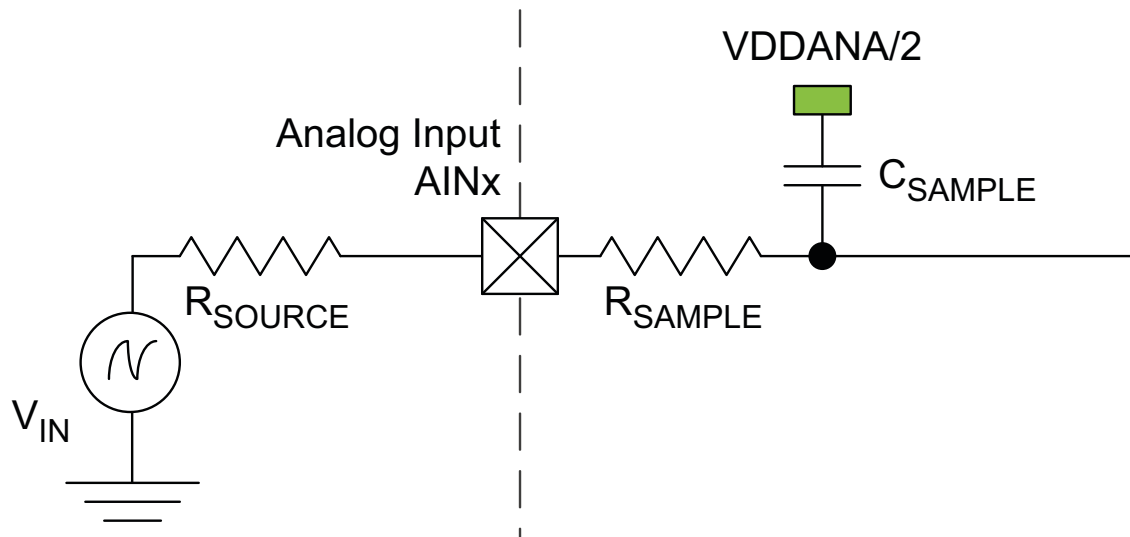 VDDANA/2
Analog Input
AINx
CSAMPLE
RSOURCE
RSAMPLE
VIN